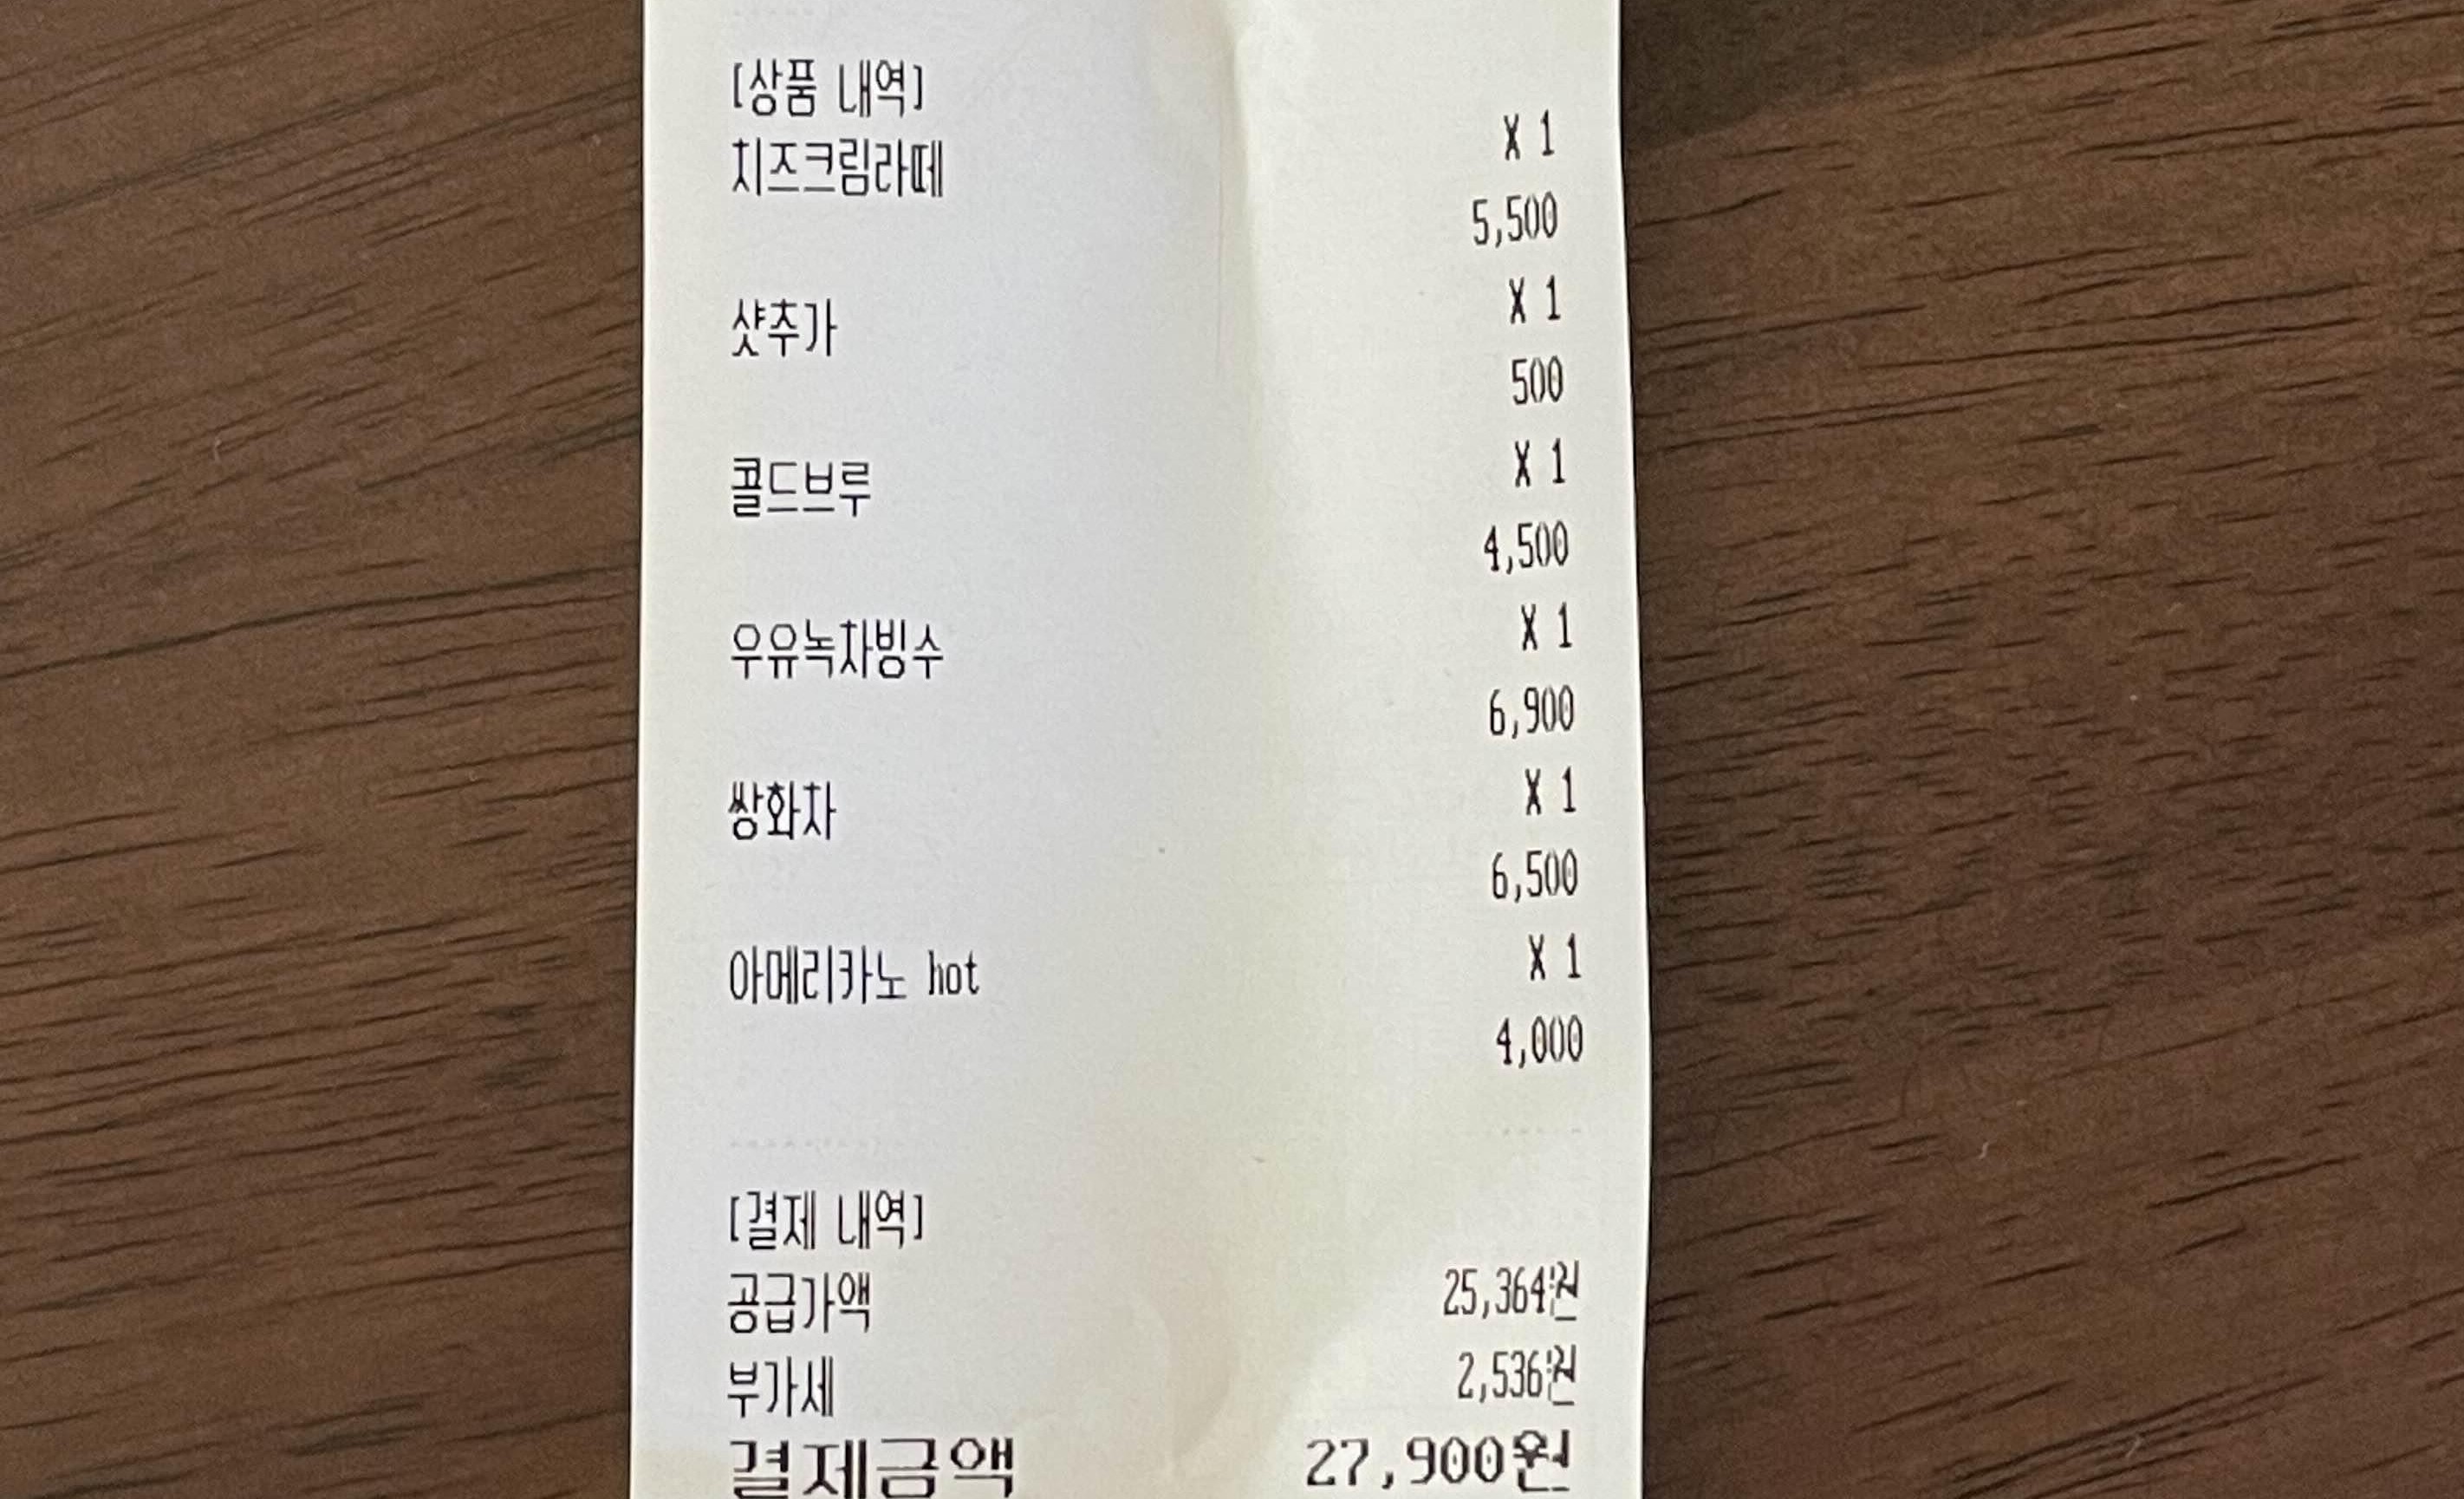 [상품 내역]
치즈크림라떼 X 1
5,500
샷추가 X 1
500
콜드브루 X 1
4,500
우유녹차빙수 X 1
6,900
쌍화차 X 1
6,500
아메리카노 hot X 1
4,000
[결제 내역]
공급가액 25,364원
부가세 2,536원
결제금액 27,900원